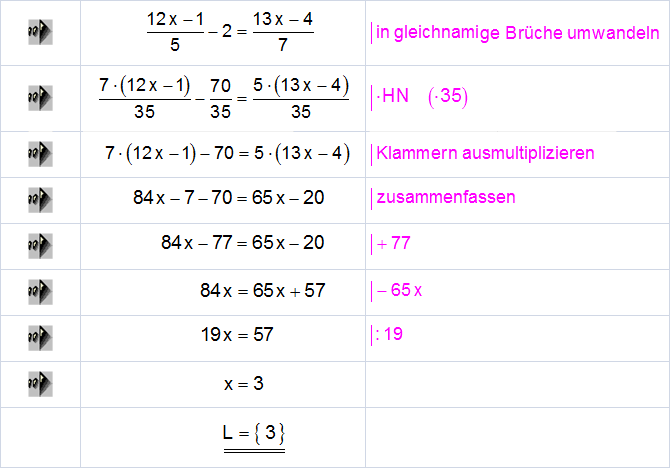 (12x − 1)/5 − 2 = (13x − 4)/7 | in gleichnamige Brüche umwandeln
7·(12x − 1)/35 − 70/35 = 5·(13x − 4)/35 | ·HN (·35)
7·(12x − 1) − 70 = 5·(13x − 4) | Klammern ausmultiplizieren
84x − 7 − 70 = 65x − 20 | zusammenfassen
84x − 77 = 65x − 20 | + 77
84x = 65x + 57 | − 65x
19x = 57 | : 19
x = 3
L = { 3 }